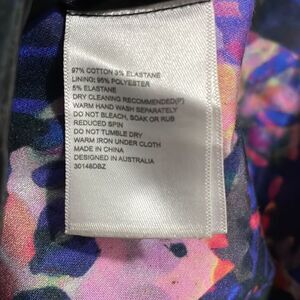 97% COTTON 3% ELASTANE
LINING: 95% POLYESTER
5% ELASTANE
DRY CLEANING RECOMMENDED(P)
WARM HAND WASH SEPARATELY
DO NOT BLEACH, SOAK OR RUB
REDUCED SPIN
DO NOT TUMBLE DRY
WARM IRON UNDER CLOTH
MADE IN CHINA
DESIGNED IN AUSTRALIA
30148DBZ